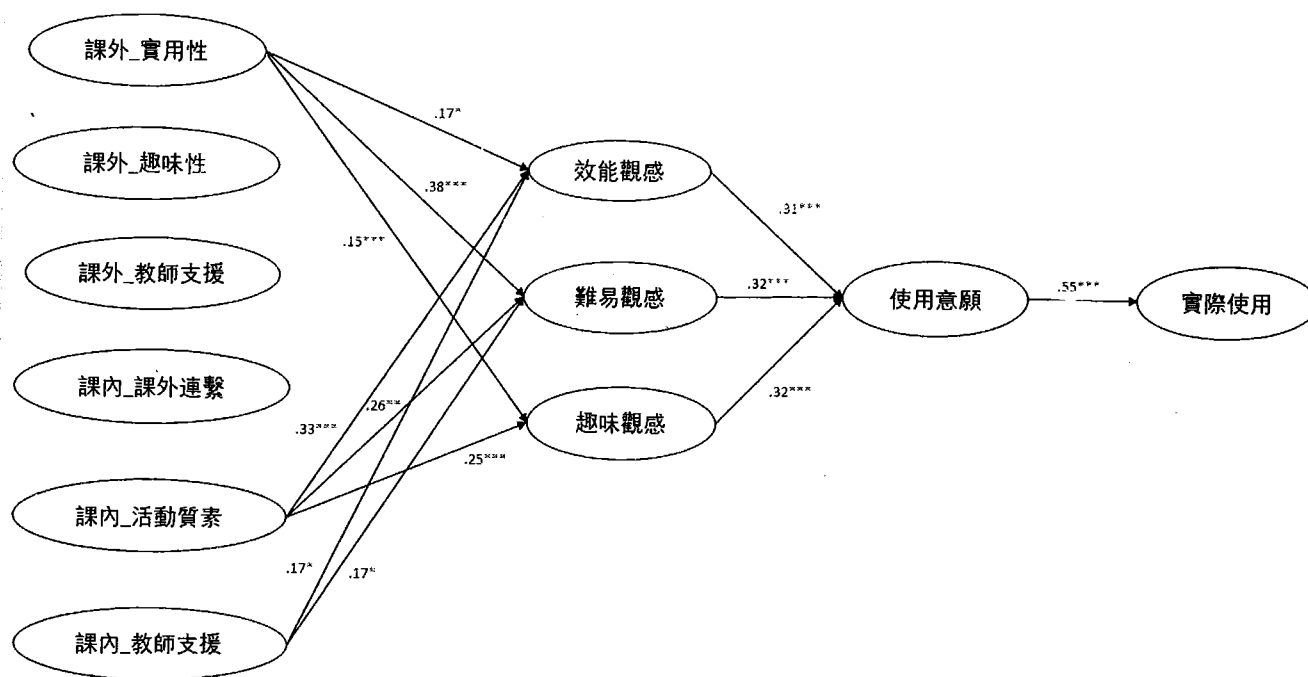 課外_實用性
課外_趣味性
課外_教師支援
課內_課外連繫
課內_活動質素
課內_教師支援
.17*
.38***
.15***
.33***
.26**
.25***
.17*
.17*
效能觀感
難易觀感
趣味觀感
.31***
.32***
.32***
使用意願
.55***
實際使用